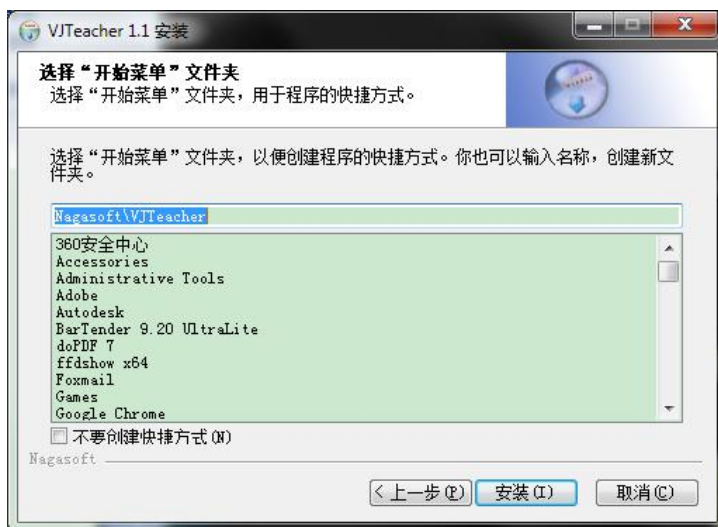 VJTeacher 1.1 安装
选择“开始菜单”文件夹
选择“开始菜单”文件夹，用于程序的快捷方式。
选择“开始菜单”文件夹，以便创建程序的快捷方式。你也可以输入名称，创建新文
件夹。
Nagasoft\VJTeacher
360安全中心
Accessories
Administrative Tools
Adobe
Autodesk
BarTender 9.20 UltraLite
doPDF 7
ffdshow x64
Foxmail
Games
Google Chrome
不要创建快捷方式(N)
Nagasoft
< 上一步(P) 安装(I) 取消(C)